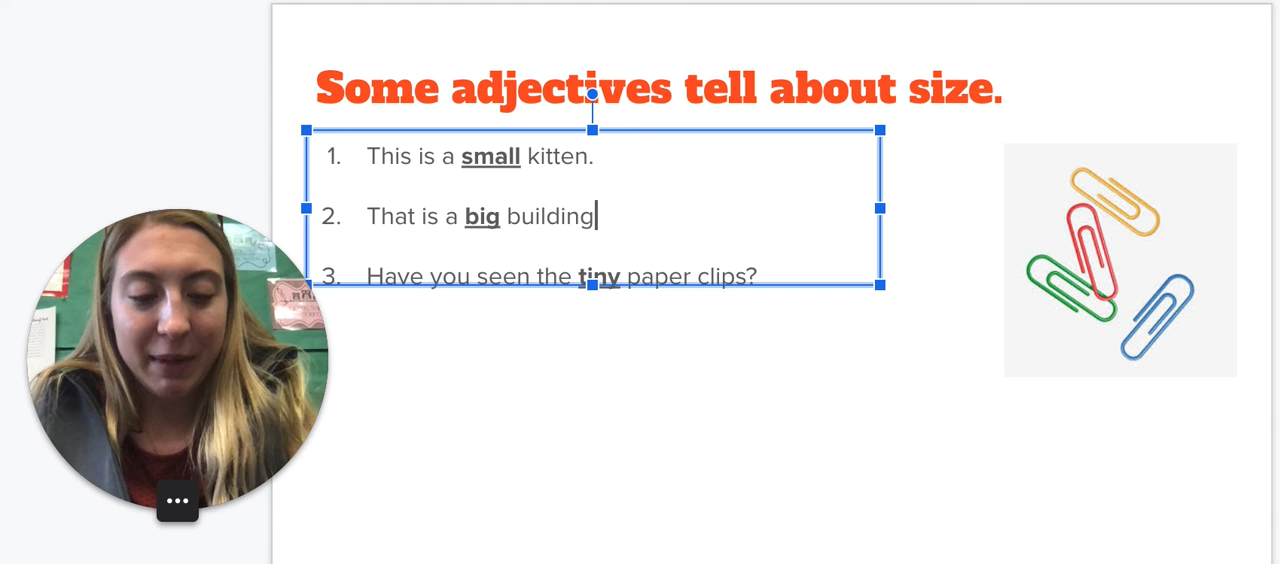 Some adjectives tell about size.
1. This is a small kitten.
2. That is a big building
3. Have you seen the tiny paper clips?